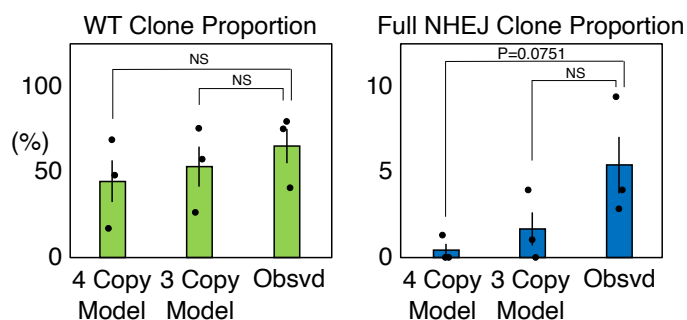 WT Clone Proportion
NS
NS
100
(%)
50
0
4 Copy Model
3 Copy Model
Obsvd
Full NHEJ Clone Proportion
P=0.0751
NS
10
5
0
4 Copy Model
3 Copy Model
Obsvd